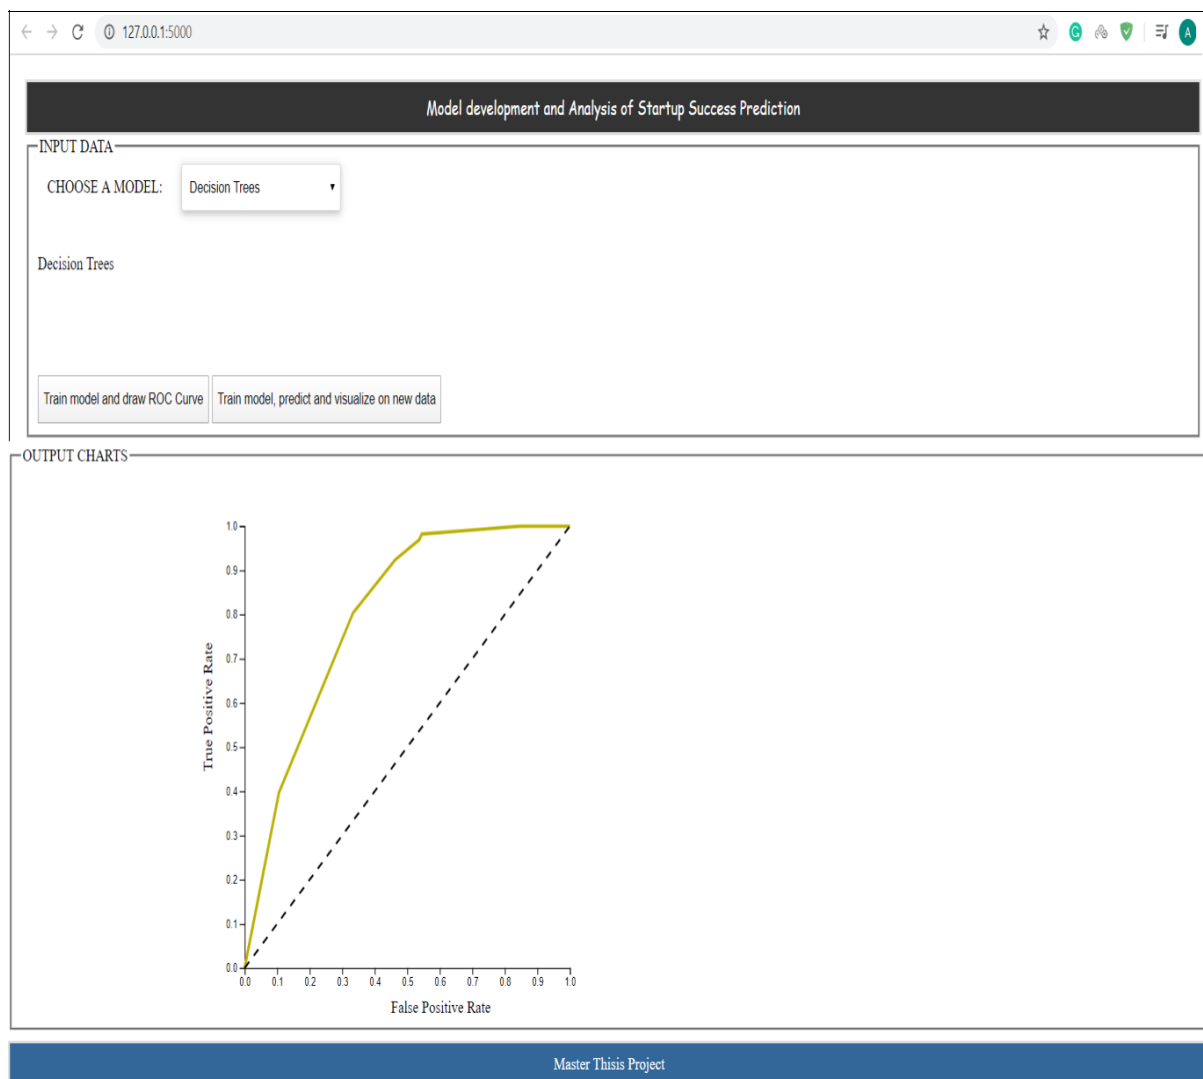 127.0.0.1:5000
G
A
Model development and Analysis of Startup Success Prediction
INPUT DATA
CHOOSE A MODEL:
Decision Trees
Decision Trees
Train model and draw ROC Curve
Train model, predict and visualize on new data
OUTPUT CHARTS
1.0
0.9
0.8
0.7
0.6
0.5
0.4
0.3
0.2
0.1
0.0
True Positive Rate
0.0 0.1 0.2 0.3 0.4 0.5 0.6 0.7 0.8 0.9 1.0
False Positive Rate
Master Thisis Project